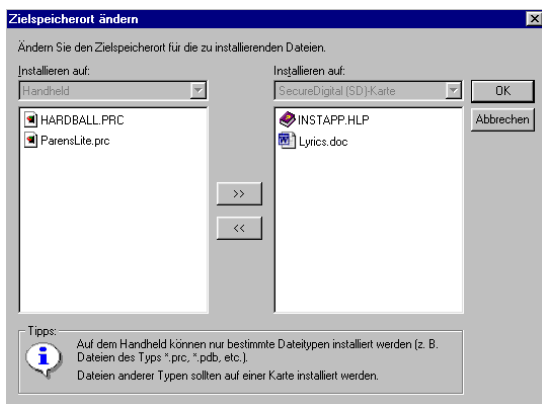 Zielspeicherort ändern
Ändern Sie den Zielspeicherort für die zu installierenden Dateien.
Installieren auf:
Handheld
HARDBALL.PRC
ParensLite.prc
>>
<<
Installieren auf:
SecureDigital (SD)-Karte
INSTAPP.HLP
Lyrics.doc
OK
Abbrechen
Tipps:
Auf dem Handheld können nur bestimmte Dateitypen installiert werden (z. B.
Dateien des Typs *.prc, *.pdb, etc.).
Dateien anderer Typen sollten auf einer Karte installiert werden.